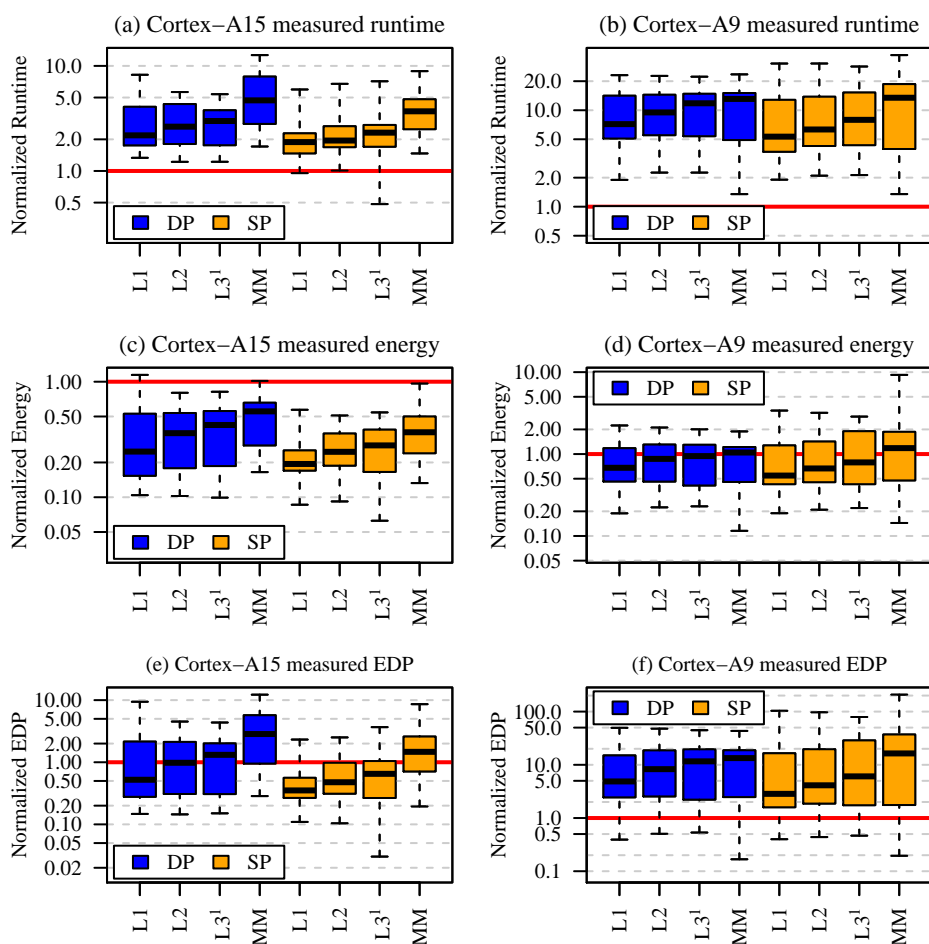 (a) Cortex−A15 measured runtime
Normalized Runtime
10.0
5.0
2.0
1.0
0.5
DP SP
L1 L2 L3¹ MM L1 L2 L3¹ MM
(b) Cortex−A9 measured runtime
Normalized Runtime
20.0
10.0
5.0
2.0
1.0
0.5
DP SP
L1 L2 L3¹ MM L1 L2 L3¹ MM
(c) Cortex−A15 measured energy
Normalized Energy
1.00
0.50
0.20
0.10
0.05
DP SP
L1 L2 L3¹ MM L1 L2 L3¹ MM
(d) Cortex−A9 measured energy
Normalized Energy
10.00
5.00
2.00
1.00
0.50
0.20
0.10
0.05
DP SP
L1 L2 L3¹ MM L1 L2 L3¹ MM
(e) Cortex−A15 measured EDP
Normalized EDP
10.00
5.00
2.00
1.00
0.50
0.20
0.10
0.05
0.02
DP SP
L1 L2 L3¹ MM L1 L2 L3¹ MM
(f) Cortex−A9 measured EDP
Normalized EDP
100.0
50.0
10.0
5.0
1.0
0.5
0.1
DP SP
L1 L2 L3¹ MM L1 L2 L3¹ MM